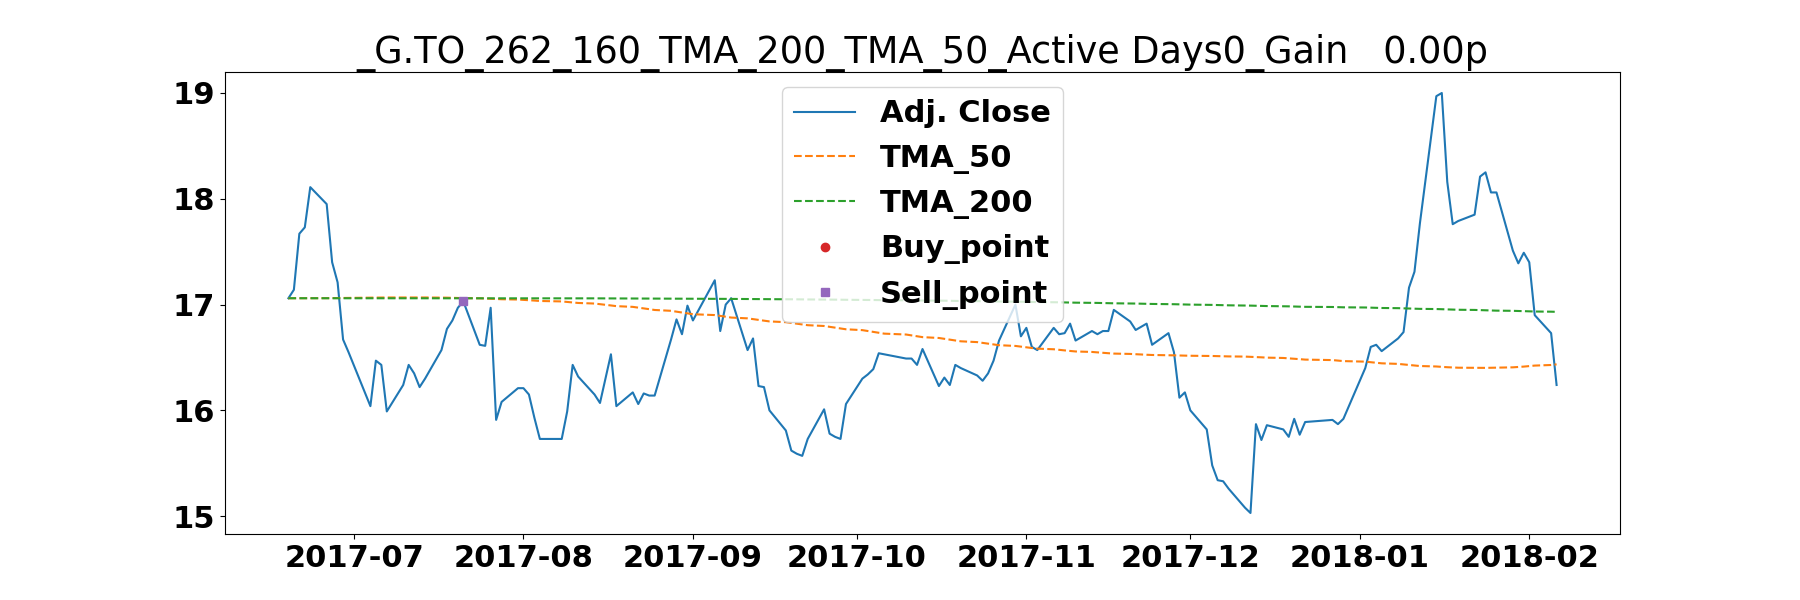 _G.TO_262_160_TMA_200_TMA_50_Active Days0_Gain   0.00p
19
18
17
16
15
Adj. Close
TMA_50
TMA_200
Buy_point
Sell_point
2017-07 2017-08 2017-09 2017-10 2017-11 2017-12 2018-01 2018-02